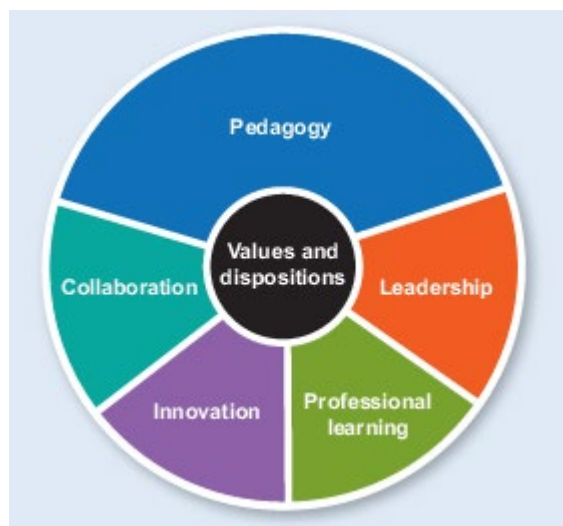 Pedagogy
Values and
dispositions
Collaboration
Leadership
Innovation
Professional
learning